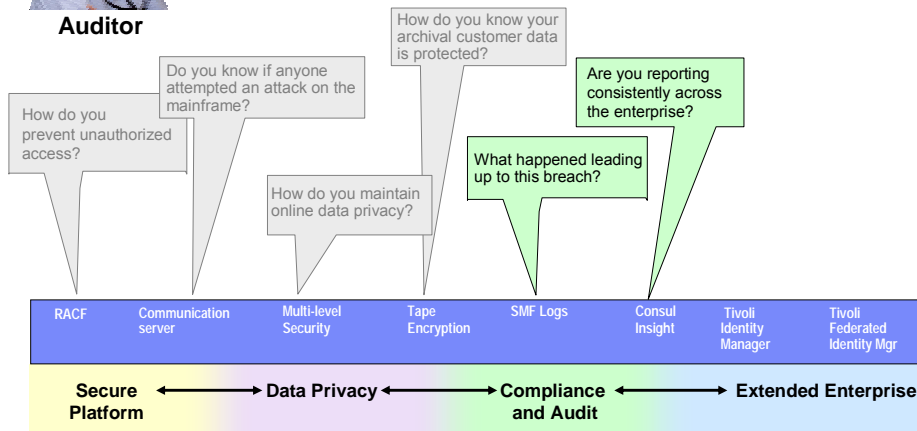 Auditor
How do you know your
archival customer data
is protected?
Do you know if anyone
attempted an attack on the
mainframe?
Are you reporting
consistently across
the enterprise?
How do you
prevent unauthorized
access?
What happened leading
up to this breach?
How do you maintain
online data privacy?
RACF
Communication
server
Multi-level
Security
Tape
Encryption
SMF Logs
Consul
Insight
Tivoli
Identity
Manager
Tivoli
Federated
Identity Mgr
Secure
Platform
Data Privacy
Compliance
and Audit
Extended Enterprise